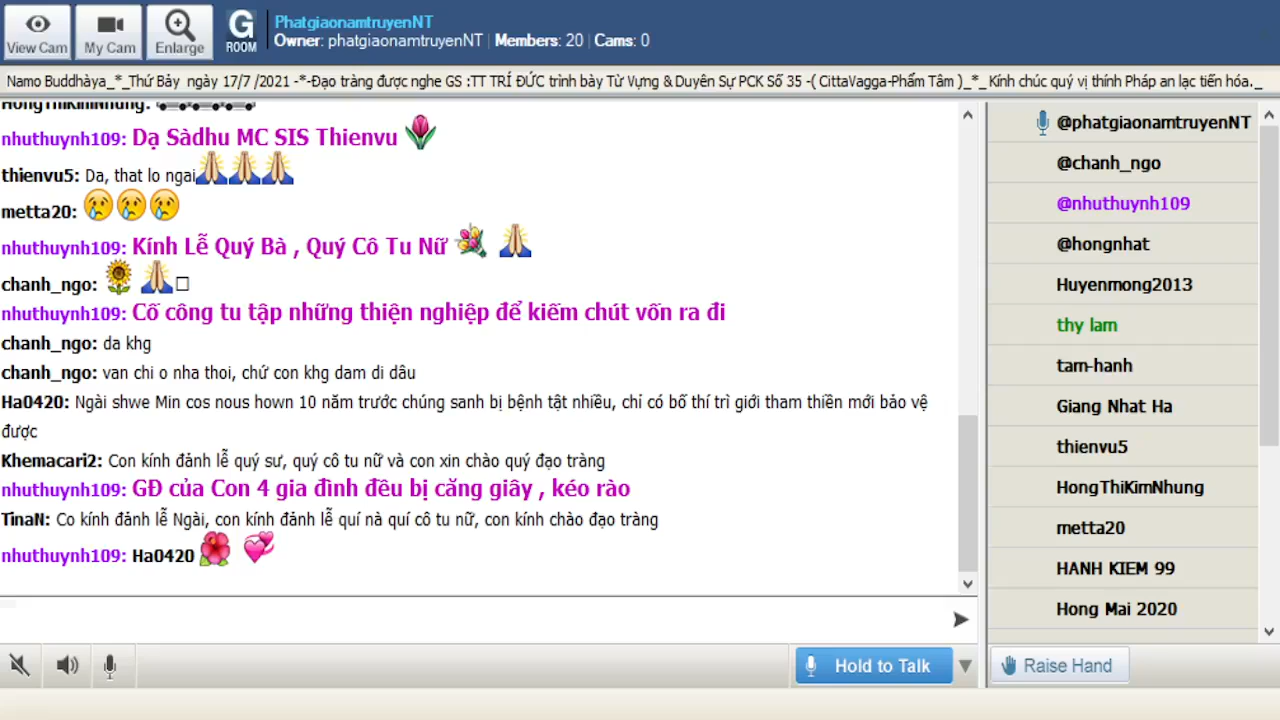 View Cam
My Cam
Enlarge
G
ROOM
PhatgiaonamtruyenNT
Owner: phatgiaonamtruyenNT | Members: 20 | Cams: 0
Namo Buddhàya_*_Thứ Bảy ngày 17/7 /2021 -*-Đạo tràng được nghe GS :TT TRÍ ĐỨC trình bày Từ Vựng & Duyên Sự PCK Số 35 -( CittaVagga-Phẩm Tâm )_*_ Kính chúc quý vị thính Pháp an lạc tiến hóa._
HongThiKimNhung:
nhuthuynh109: Dạ Sàdhu MC SIS Thienvu
thienvu5: Da, that lo ngai
metta20:
nhuthuynh109: Kính Lễ Quý Bà , Quý Cô Tu Nữ
chanh_ngo:
nhuthuynh109: Cố công tu tập những thiện nghiệp để kiếm chút vốn ra đi
chanh_ngo: da khg
chanh_ngo: van chi o nha thoi, chứ con khg dam di dâu
Ha0420: Ngài shwe Min cos nous hown 10 năm trước chúng sanh bị bệnh tật nhiều, chỉ có bố thí trì giới tham thiền mới bảo vệ
được
Khemacari2: Con kính đảnh lễ quý sư, quý cô tu nữ và con xin chào quý đạo tràng
nhuthuynh109: GĐ của Con 4 gia đình đều bị căng giây , kéo rào
TinaN: Co kính đãnh lễ Ngài, con kính đãnh lễ quí nà quí cô tu nữ, con kính chào đạo tràng
nhuthuynh109: Ha0420
@phatgiaonamtruyenNT
@chanh_ngo
@nhuthuynh109
@hongnhat
Huyenmong2013
thy lam
tam-hanh
Giang Nhat Ha
thienvu5
HongThiKimNhung
metta20
HANH KIEM 99
Hong Mai 2020
Hold to Talk
Raise Hand